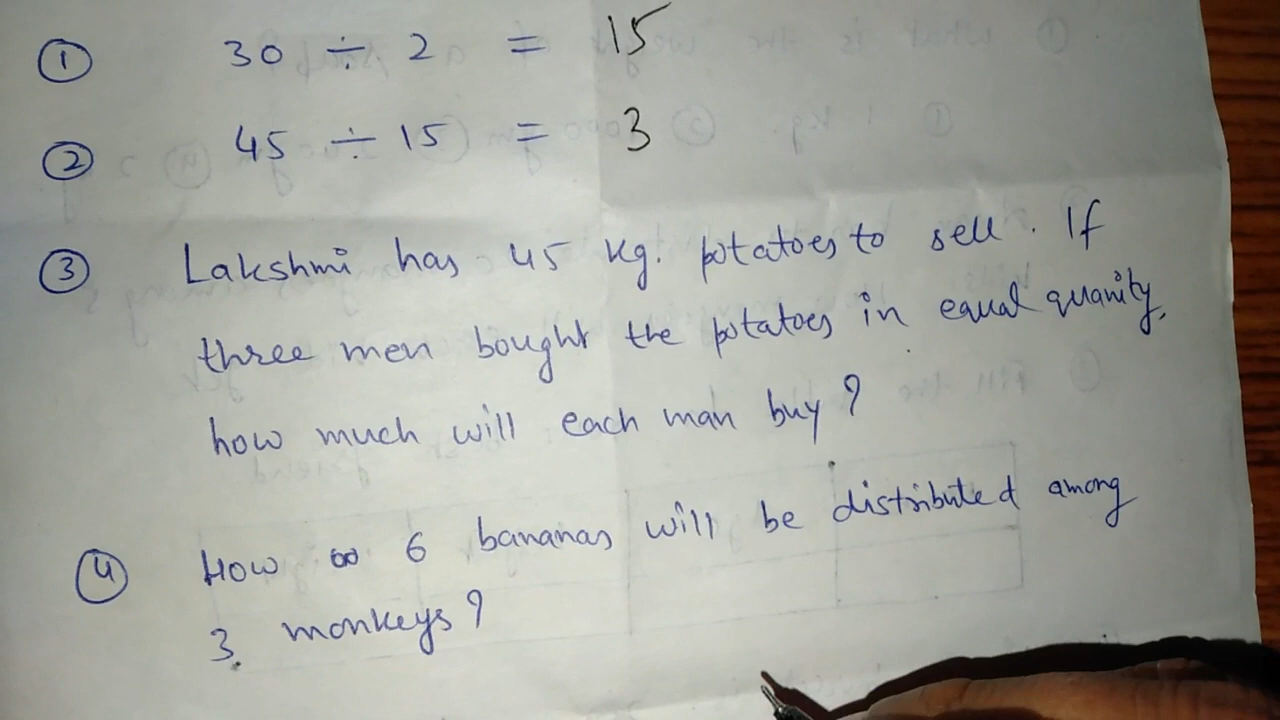 ① 30 ÷ 2 = 15
② 45 ÷ 15 = 3
③ Lakshmi has 45 kg. potatoes to sell. If
three men bought the potatoes in equal quanity,
how much will each man buy?
④ How 6 bananas will be distributed among
3 monkeys?